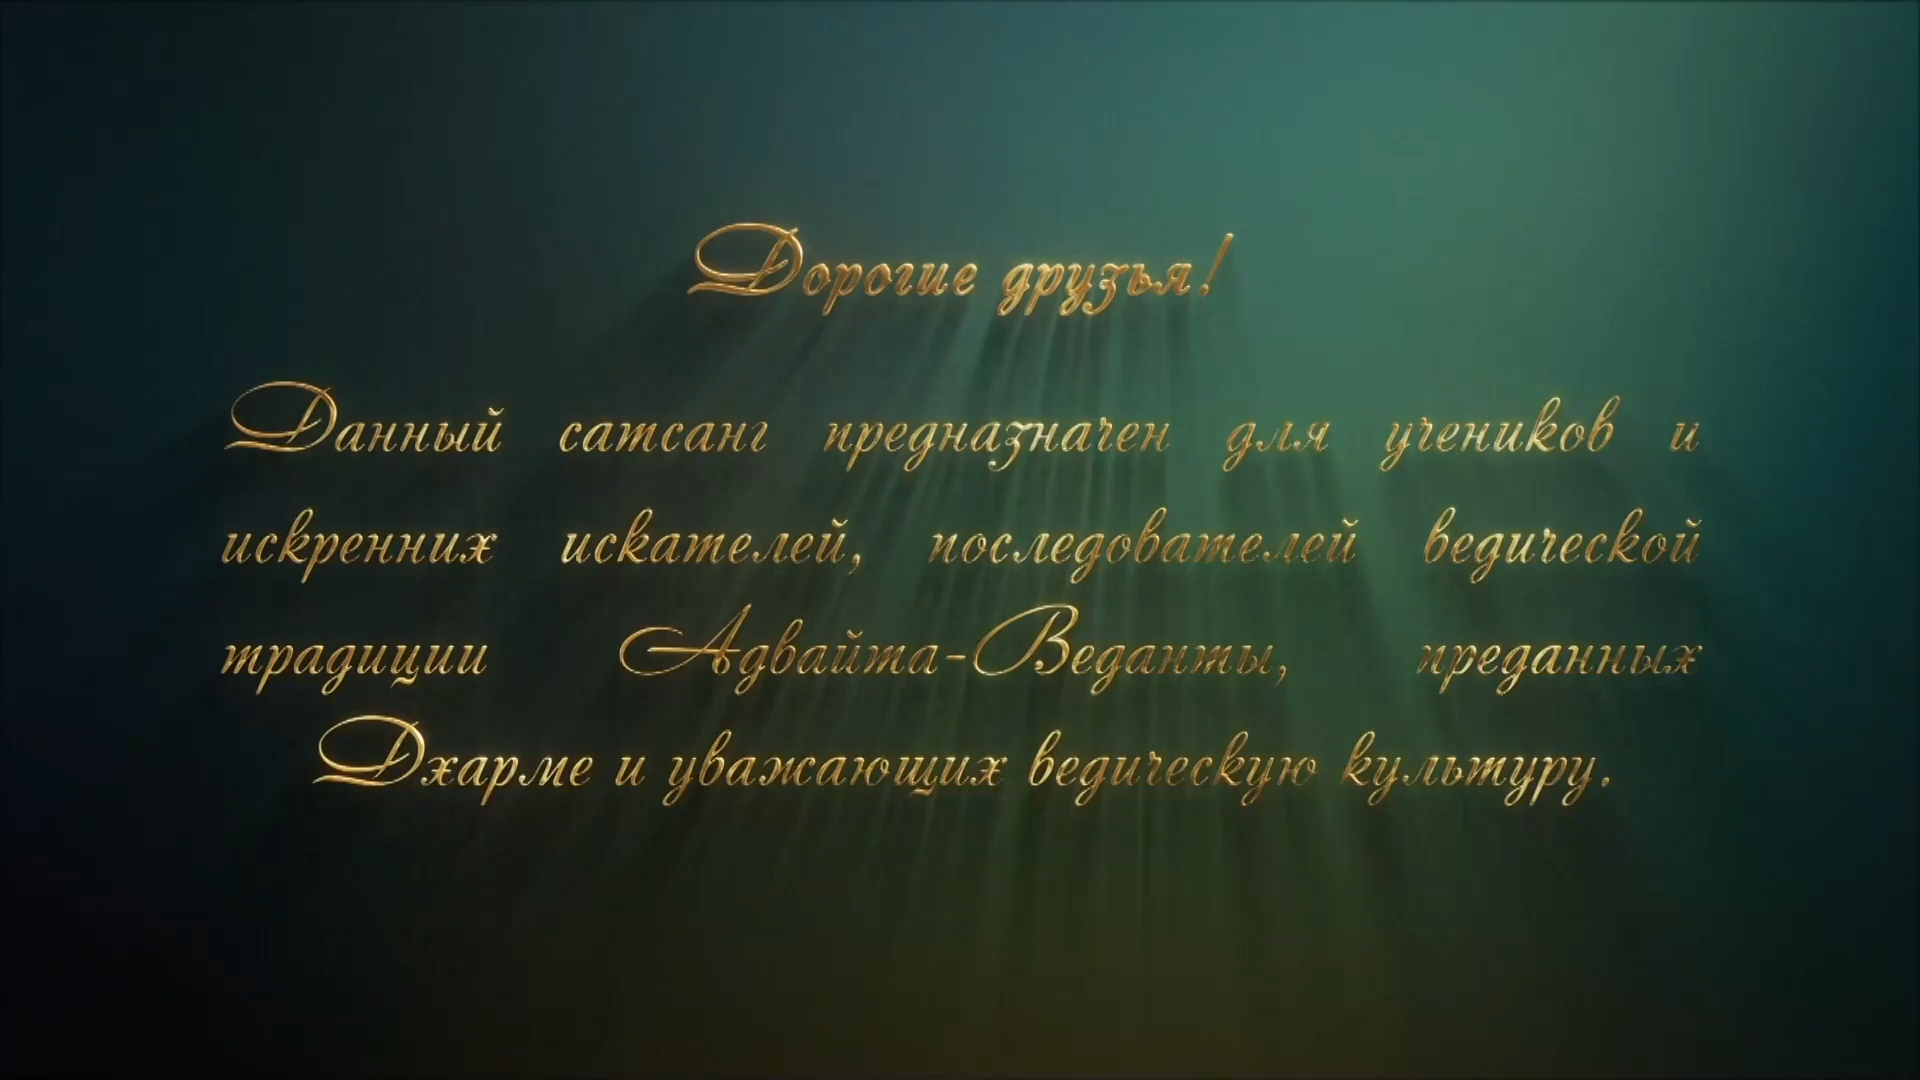 Дорогие друзья!
Данный сатсанг предназначен для учеников и
искренних искателей, последователей ведической
традиции Адвайта-Веданты, преданных
Дхарме и уважающих ведическую культуру.